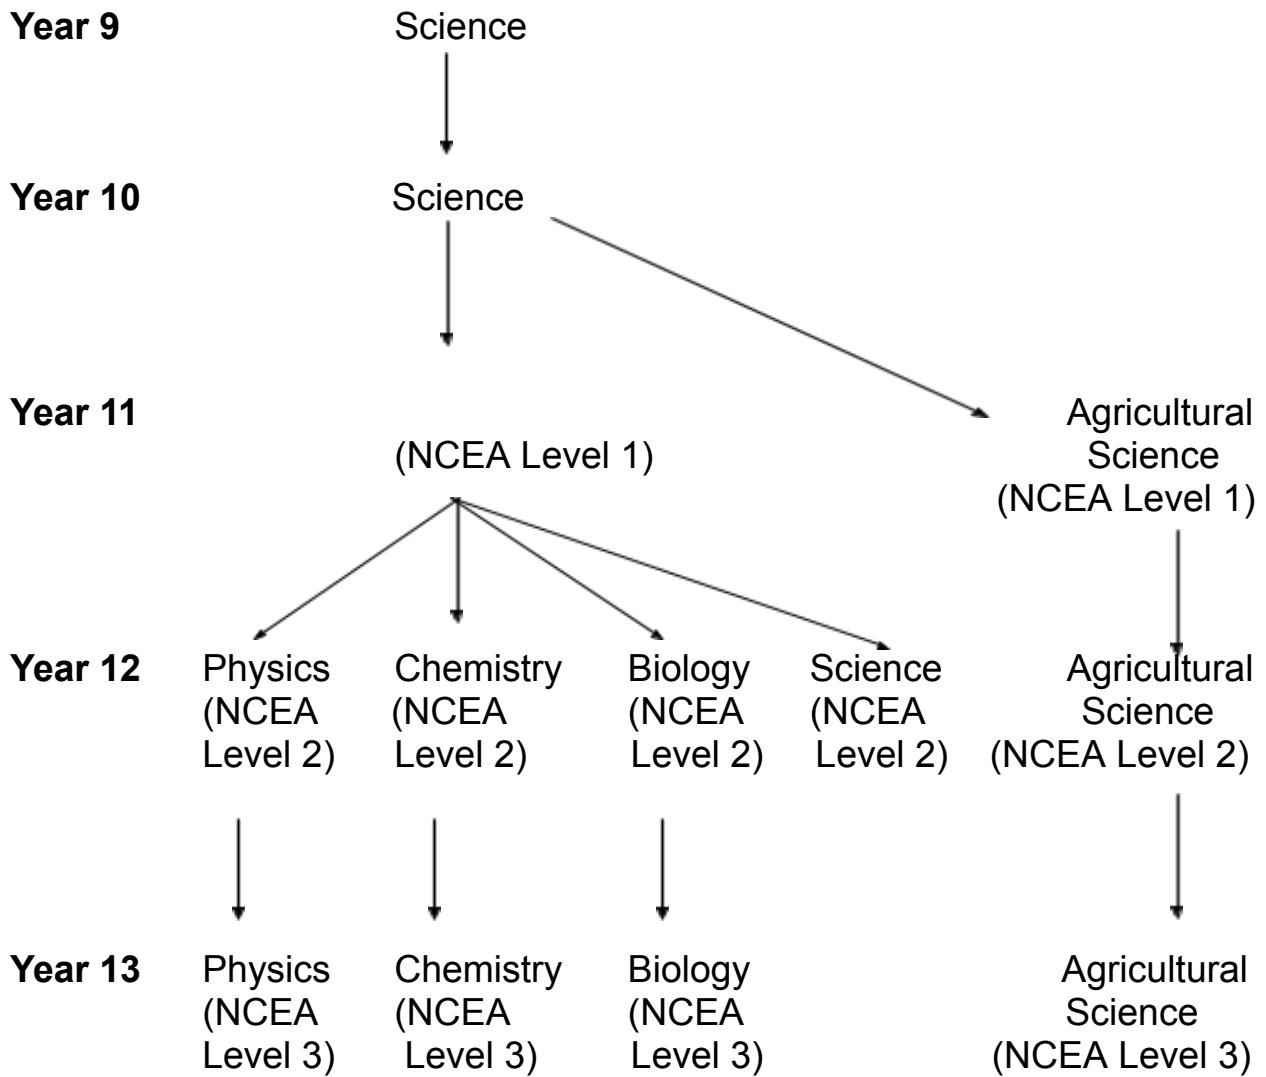 Year 9 Science
Year 10 Science
Year 11
(NCEA Level 1)
Agricultural
Science
(NCEA Level 1)
Year 12
Physics
(NCEA
Level 2)
Chemistry
(NCEA
Level 2)
Biology
(NCEA
Level 2)
Science
(NCEA
Level 2)
Agricultural
Science
(NCEA Level 2)
Year 13
Physics
(NCEA
Level 3)
Chemistry
(NCEA
Level 3)
Biology
(NCEA
Level 3)
Agricultural
Science
(NCEA Level 3)